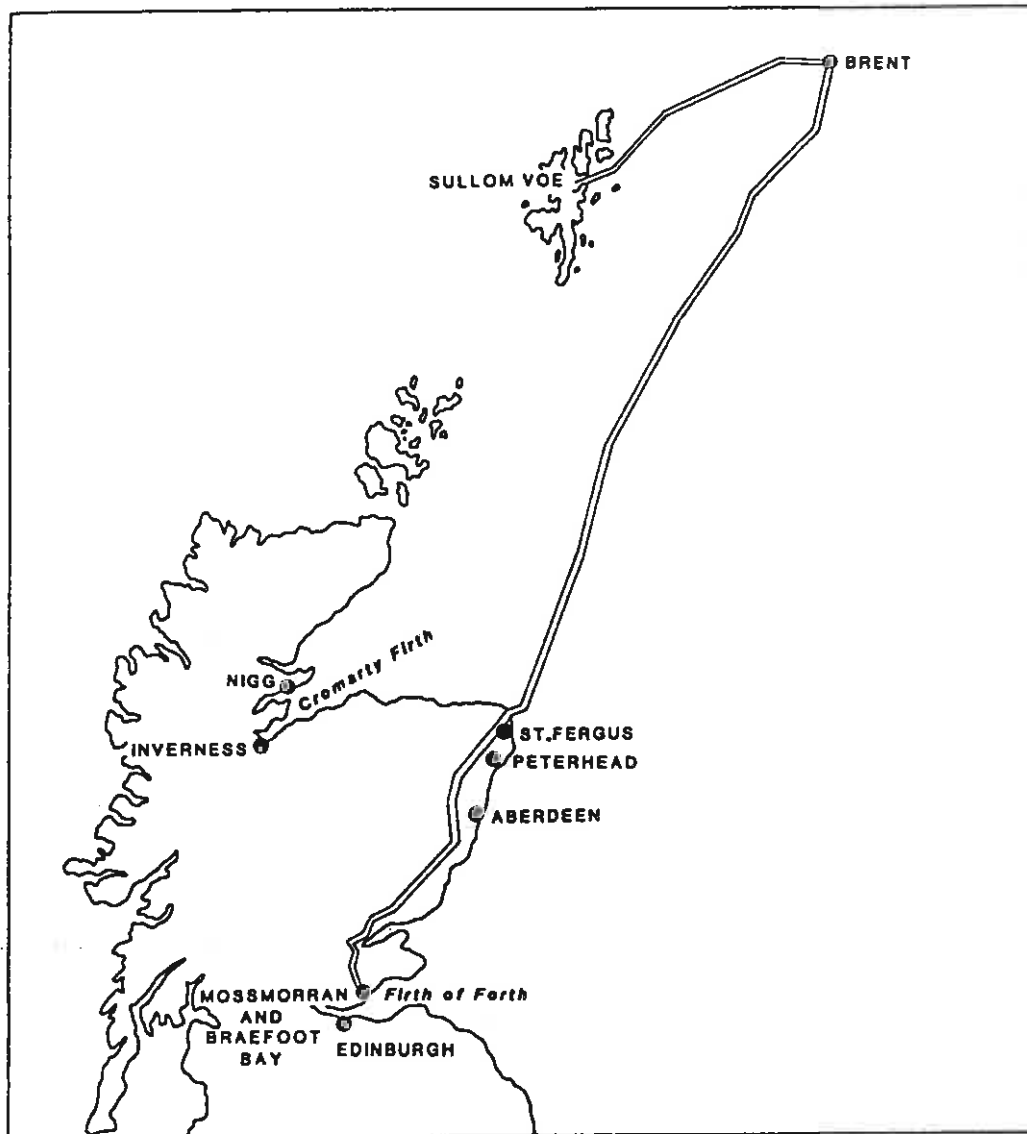 BRENT
SULLOM VOE
NIGG
Cromarty Firth
INVERNESS
ST.FERGUS
PETERHEAD
ABERDEEN
MOSSMORRAN
AND
BRAEFOOT
BAY
Firth of Forth
EDINBURGH